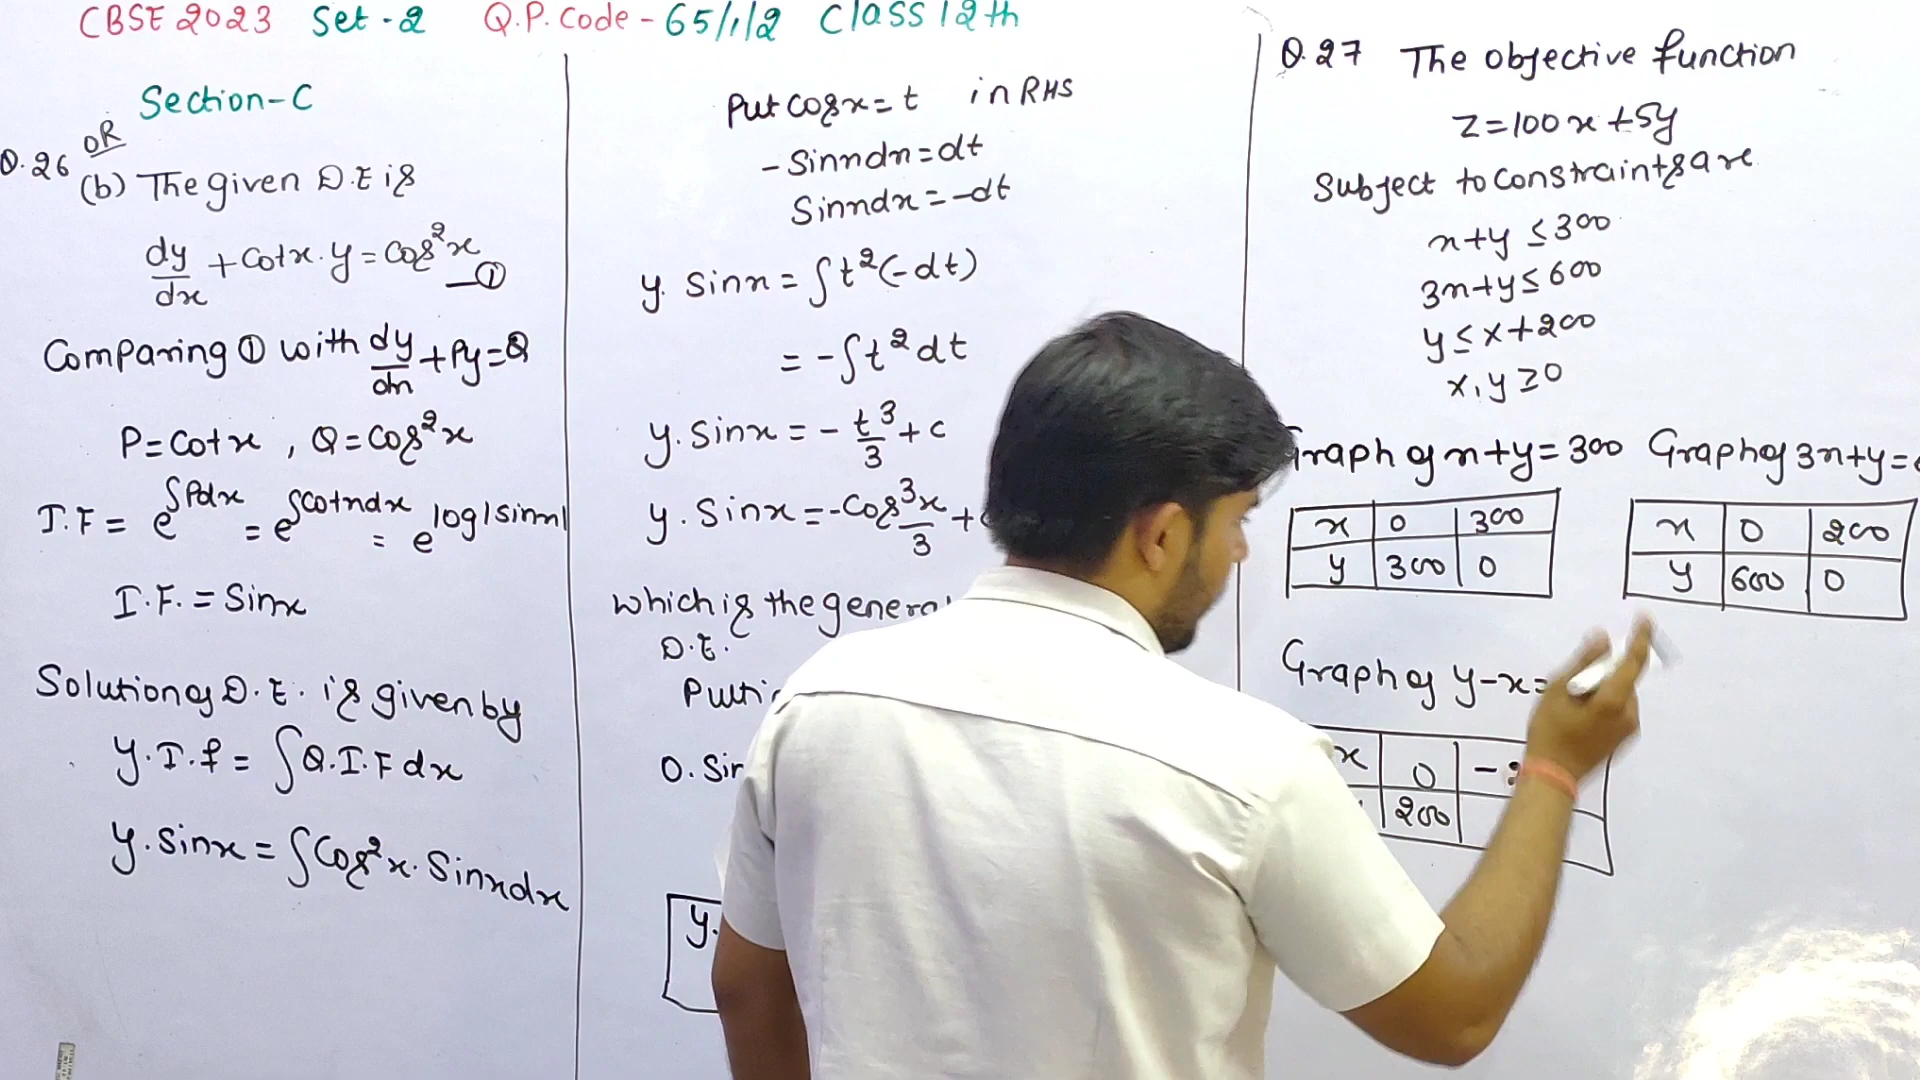 CBSE 2023 Set-2 Q.P. Code - 65/1/2 Class 12th
Section-C
Q.26 OR
(b) The given D.E is
dy/dx + cotx.y = cos²x —①
Comparing ① with dy/dx + Py = Q
P = cotx , Q = cos²x
I.F = e^∫Pdx = e^∫cotxdx = e^log|sinx|
I.F. = Sinx
Solution of D.E. is given by
y.I.f = ∫Q.I.F dx
y.sinx = ∫Cos²x.Sinxdx
Put cosx = t in RHS
-Sinxdx = dt
Sinxdx = -dt
y. Sinx = ∫t²(-dt)
= -∫t²dt
y.Sinx = -t³/3 + c
y.Sinx = -Cos³x/3 +
which is the general
D.E.
O.Sin
y.
Q.27 The objective function
Z = 100x + 5y
Subject to constraints are
x+y ≤ 300
3x+y ≤ 600
y ≤ x+200
x,y ≥ 0
Graph of x+y=300 Graph of 3x+y=
x 0 300
y 300 0
x 0 200
y 600 0
Graph of y-x=
x 0 -
200